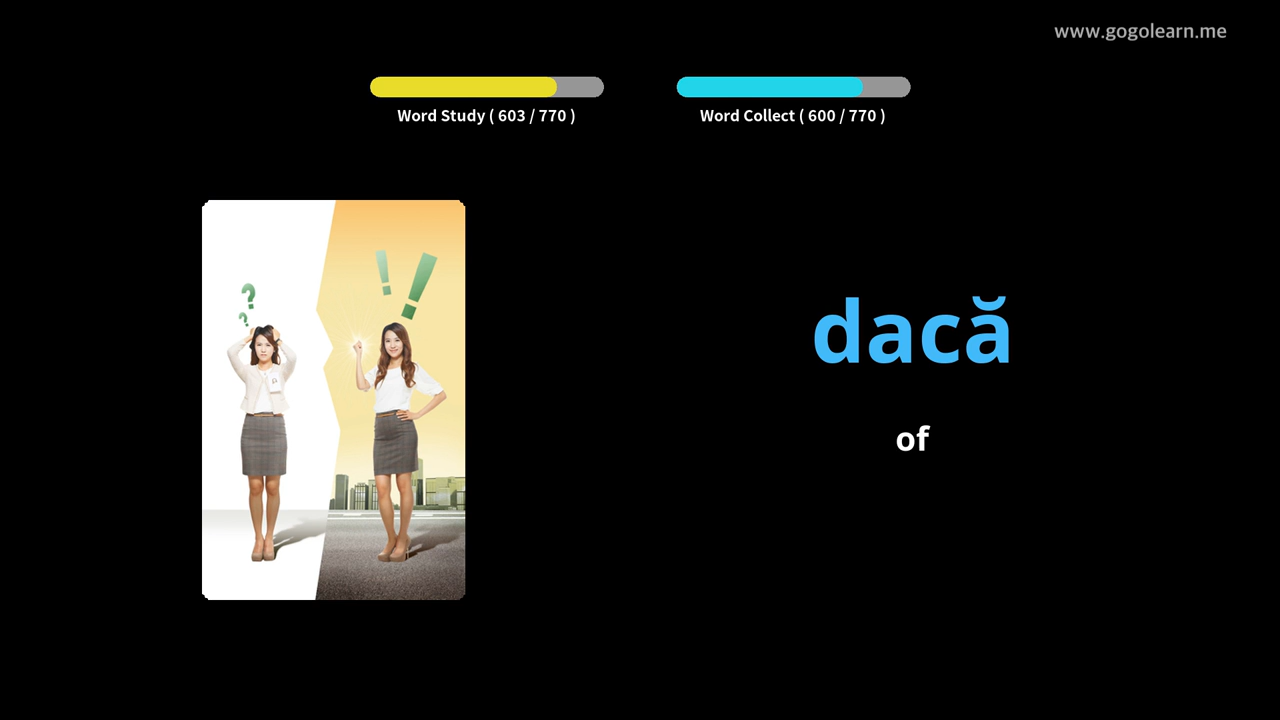 www.gogolearn.me
Word Study ( 603 / 770 )
Word Collect ( 600 / 770 )
? !!
?
dacă
of